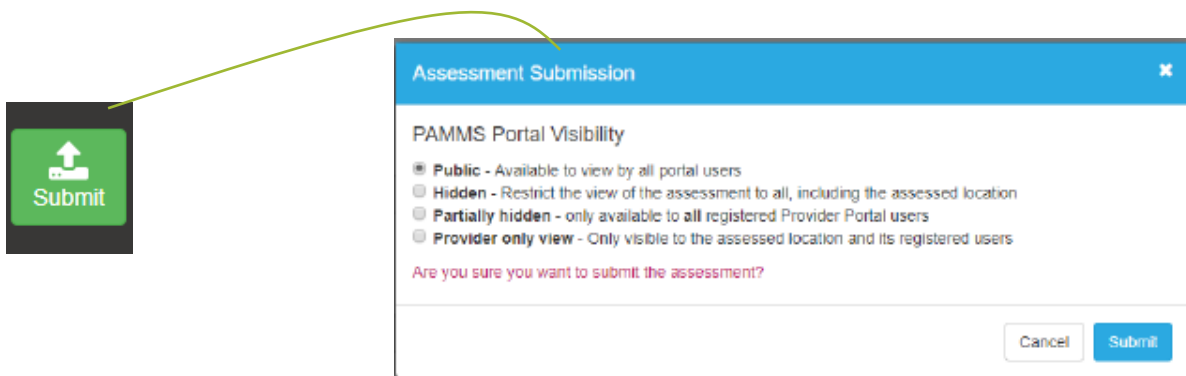 Submit
Assessment Submission
PAMMS Portal Visibility
Public - Available to view by all portal users
Hidden - Restrict the view of the assessment to all, including the assessed location
Partially hidden - only available to all registered Provider Portal users
Provider only view - Only visible to the assessed location and its registered users
Are you sure you want to submit the assessment?
Cancel
Submit